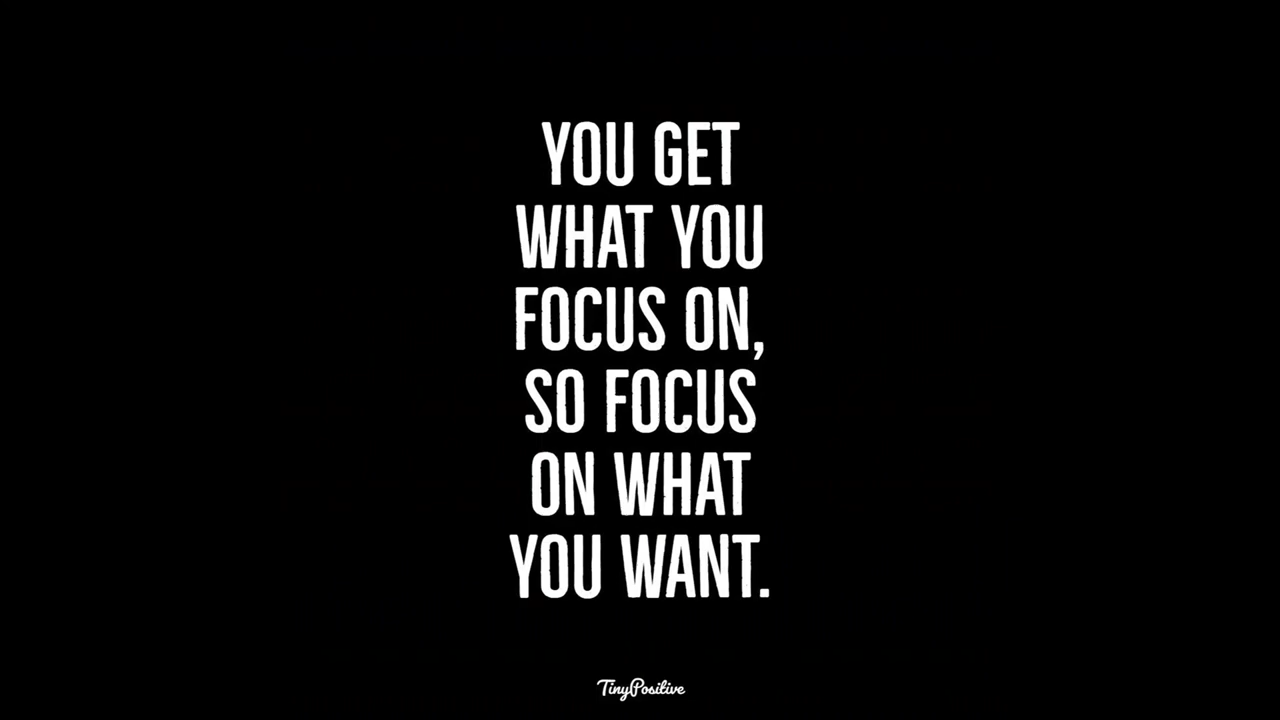 YOU GET
WHAT YOU
FOCUS ON,
SO FOCUS
ON WHAT
YOU WANT.
TinyPositive